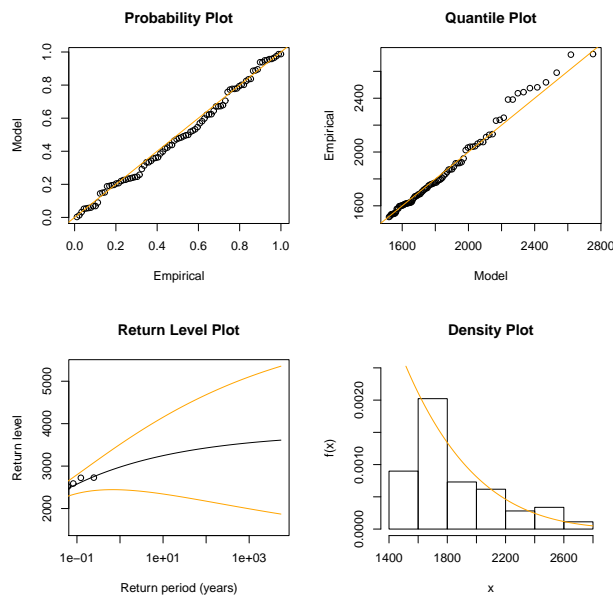 Probability Plot
Model
0.0 0.2 0.4 0.6 0.8 1.0
0.0 0.2 0.4 0.6 0.8 1.0
Empirical
Quantile Plot
Empirical
1600 2000 2400
1600 2000 2400 2800
Model
Return Level Plot
Return level
2000 3000 4000 5000
1e−01 1e+01 1e+03
Return period (years)
Density Plot
f(x)
0.0000 0.0010 0.0020
1400 1800 2200 2600
x